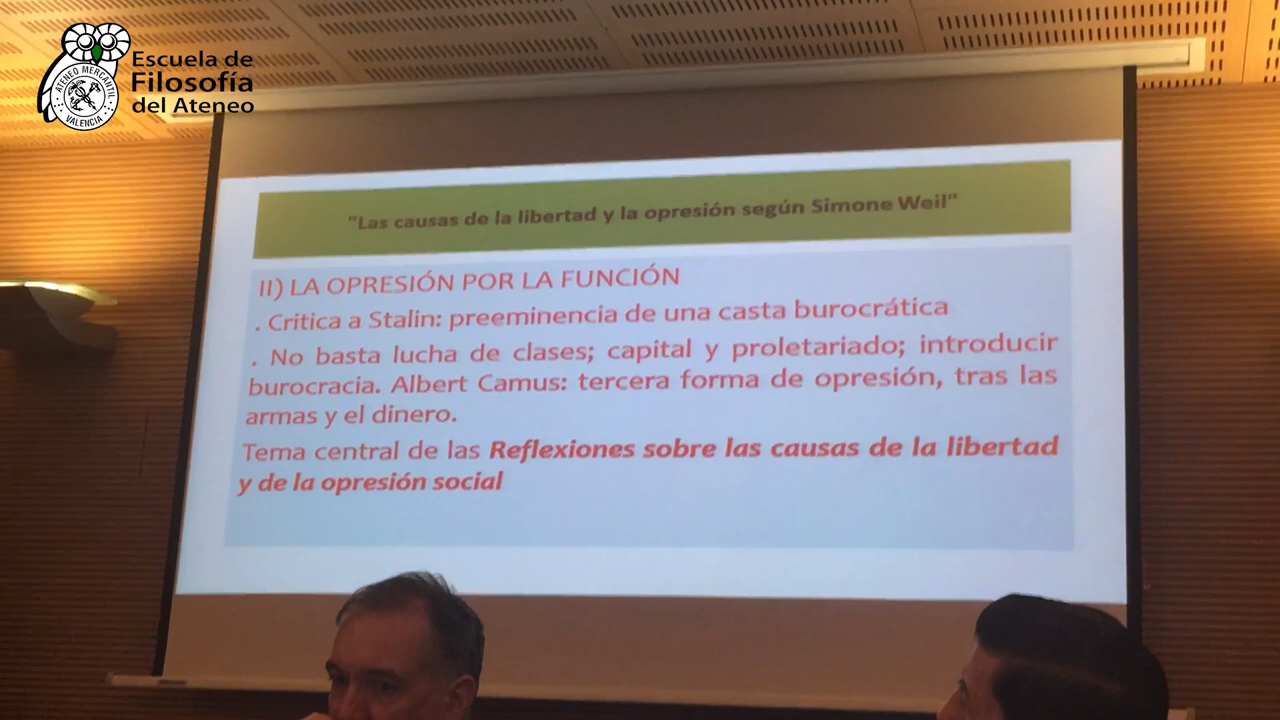 Escuela de
Filosofía
del Ateneo
ATENEO MERCANTIL
VALENCIA
"Las causas de la libertad y la opresión según Simone Weil"
II) LA OPRESIÓN POR LA FUNCIÓN
. Critica a Stalin: preeminencia de una casta burocrática
. No basta lucha de clases; capital y proletariado; introducir
burocracia. Albert Camus: tercera forma de opresión, tras las
armas y el dinero.
Tema central de las Reflexiones sobre las causas de la libertad
y de la opresión social